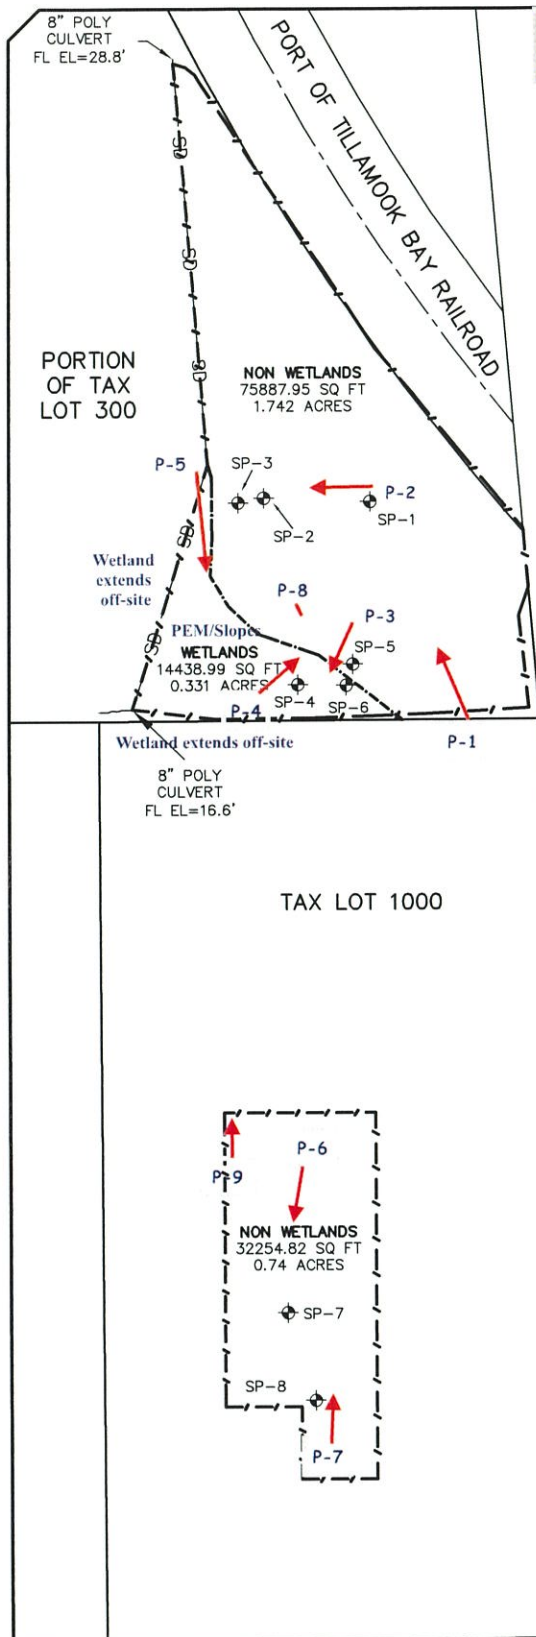 8" POLY
CULVERT
FL EL=28.8'
PORT OF TILLAMOOK BAY RAILROAD
SD
SD
SD
PORTION
OF TAX
LOT 300
NON WETLANDS
75887.95 SQ FT
1.742 ACRES
P-5
SP-3
P-2
SP-2
SP-1
SD
Wetland
extends
off-site
P-8
P-3
SD
PEM/Slopes
WETLANDS
14438.99 SQ FT
0.331 ACRES
SP-5
P-4
SP-4
SP-6
P-1
Wetland extends off-site
8" POLY
CULVERT
FL EL=16.6'
TAX LOT 1000
P-9
P-6
NON WETLANDS
32254.82 SQ FT
0.74 ACRES
SP-7
SP-8
P-7